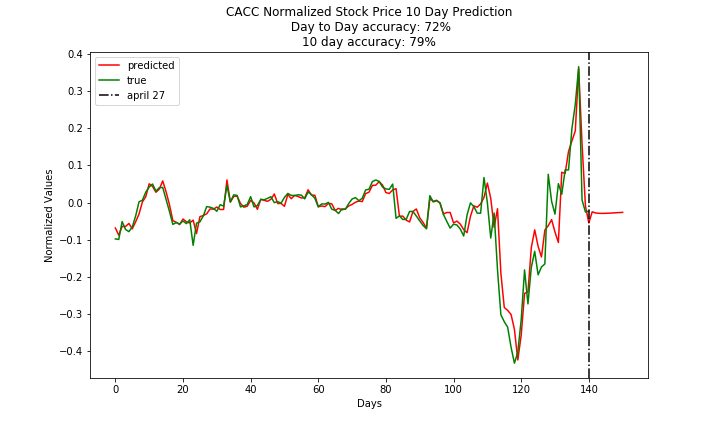 CACC Normalized Stock Price 10 Day Prediction
Day to Day accuracy: 72%
10 day accuracy: 79%
predicted
true
april 27
0.4
0.3
0.2
0.1
0.0
−0.1
−0.2
−0.3
−0.4
Normalized Values
0 20 40 60 80 100 120 140
Days